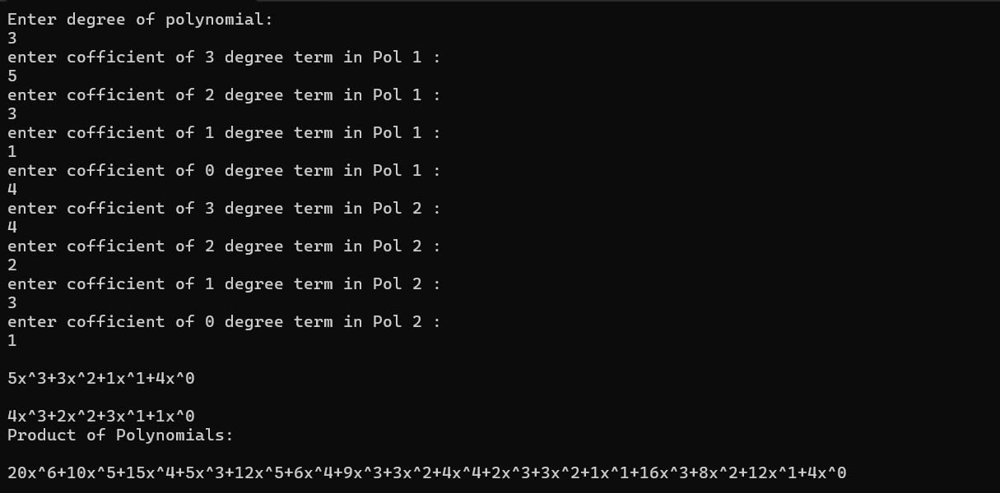 Enter degree of polynomial:
3
enter cofficient of 3 degree term in Pol 1 :
5
enter cofficient of 2 degree term in Pol 1 :
3
enter cofficient of 1 degree term in Pol 1 :
1
enter cofficient of 0 degree term in Pol 1 :
4
enter cofficient of 3 degree term in Pol 2 :
4
enter cofficient of 2 degree term in Pol 2 :
2
enter cofficient of 1 degree term in Pol 2 :
3
enter cofficient of 0 degree term in Pol 2 :
1
5x^3+3x^2+1x^1+4x^0
4x^3+2x^2+3x^1+1x^0
Product of Polynomials:
20x^6+10x^5+15x^4+5x^3+12x^5+6x^4+9x^3+3x^2+4x^4+2x^3+3x^2+1x^1+16x^3+8x^2+12x^1+4x^0